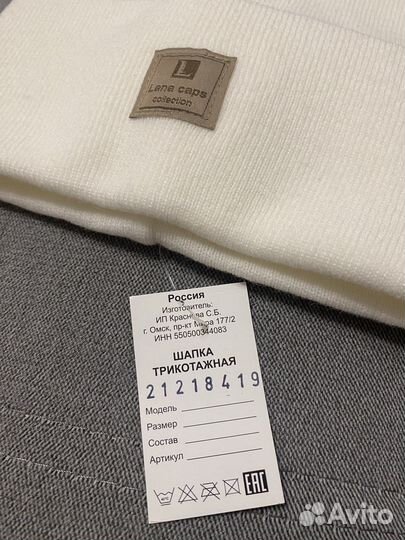 L
Lana caps
collection
Россия
Изготовитель:
ИП С.Б.
г. Омск, пр-кт Мира 177/2
ИНН 550500344083
ШАПКА
ТРИКОТАЖНАЯ
21218419
Модель
Размер
Состав
Артикул
EAC
Avito